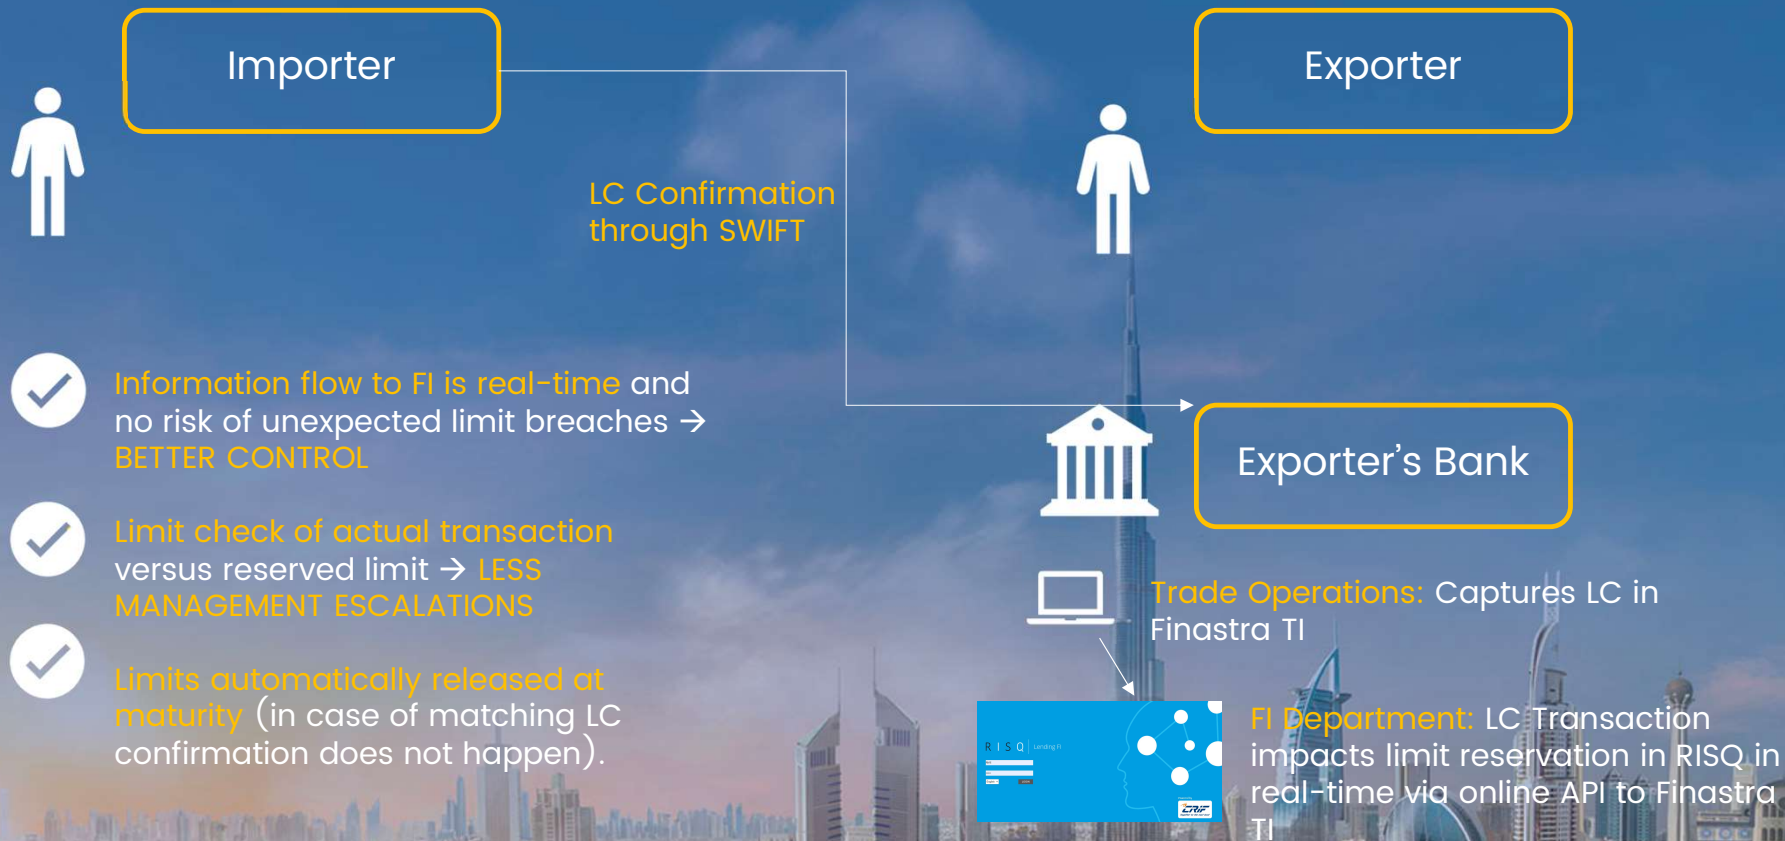 Importer
Exporter
LC Confirmation
through SWIFT
Information flow to FI is real-time and
no risk of unexpected limit breaches →
BETTER CONTROL
Exporter's Bank
Limit check of actual transaction
versus reserved limit → LESS
MANAGEMENT ESCALATIONS
Trade Operations: Captures LC in
Finastra TI
Limits automatically released at
maturity (in case of matching LC
confirmation does not happen).
RISQ Lending FI
CRIF
FI Department: LC Transaction
impacts limit reservation in RISQ in
real-time via online API to Finastra
TI